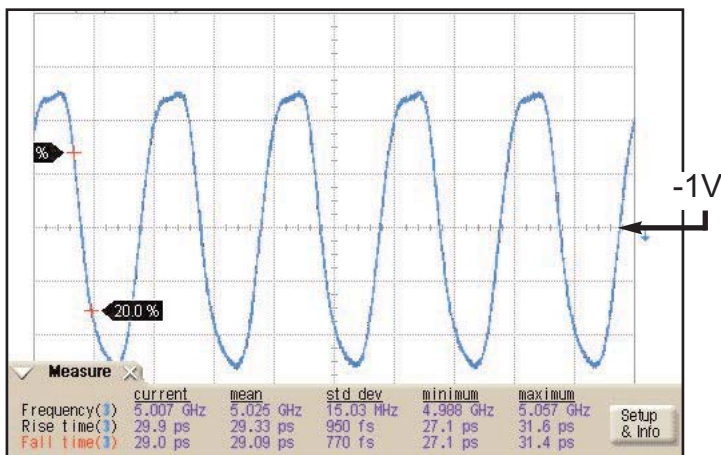 %
-1V
20.0 %
Measure
current mean std dev minimum maximum
Frequency(3) 5.007 GHz 5.025 GHz 15.03 MHz 4.988 GHz 5.057 GHz
Rise time(3) 29.9 ps 29.33 ps 950 fs 27.1 ps 31.6 ps
Fall time(3) 29.0 ps 29.09 ps 770 fs 27.1 ps 31.4 ps
Setup
& Info